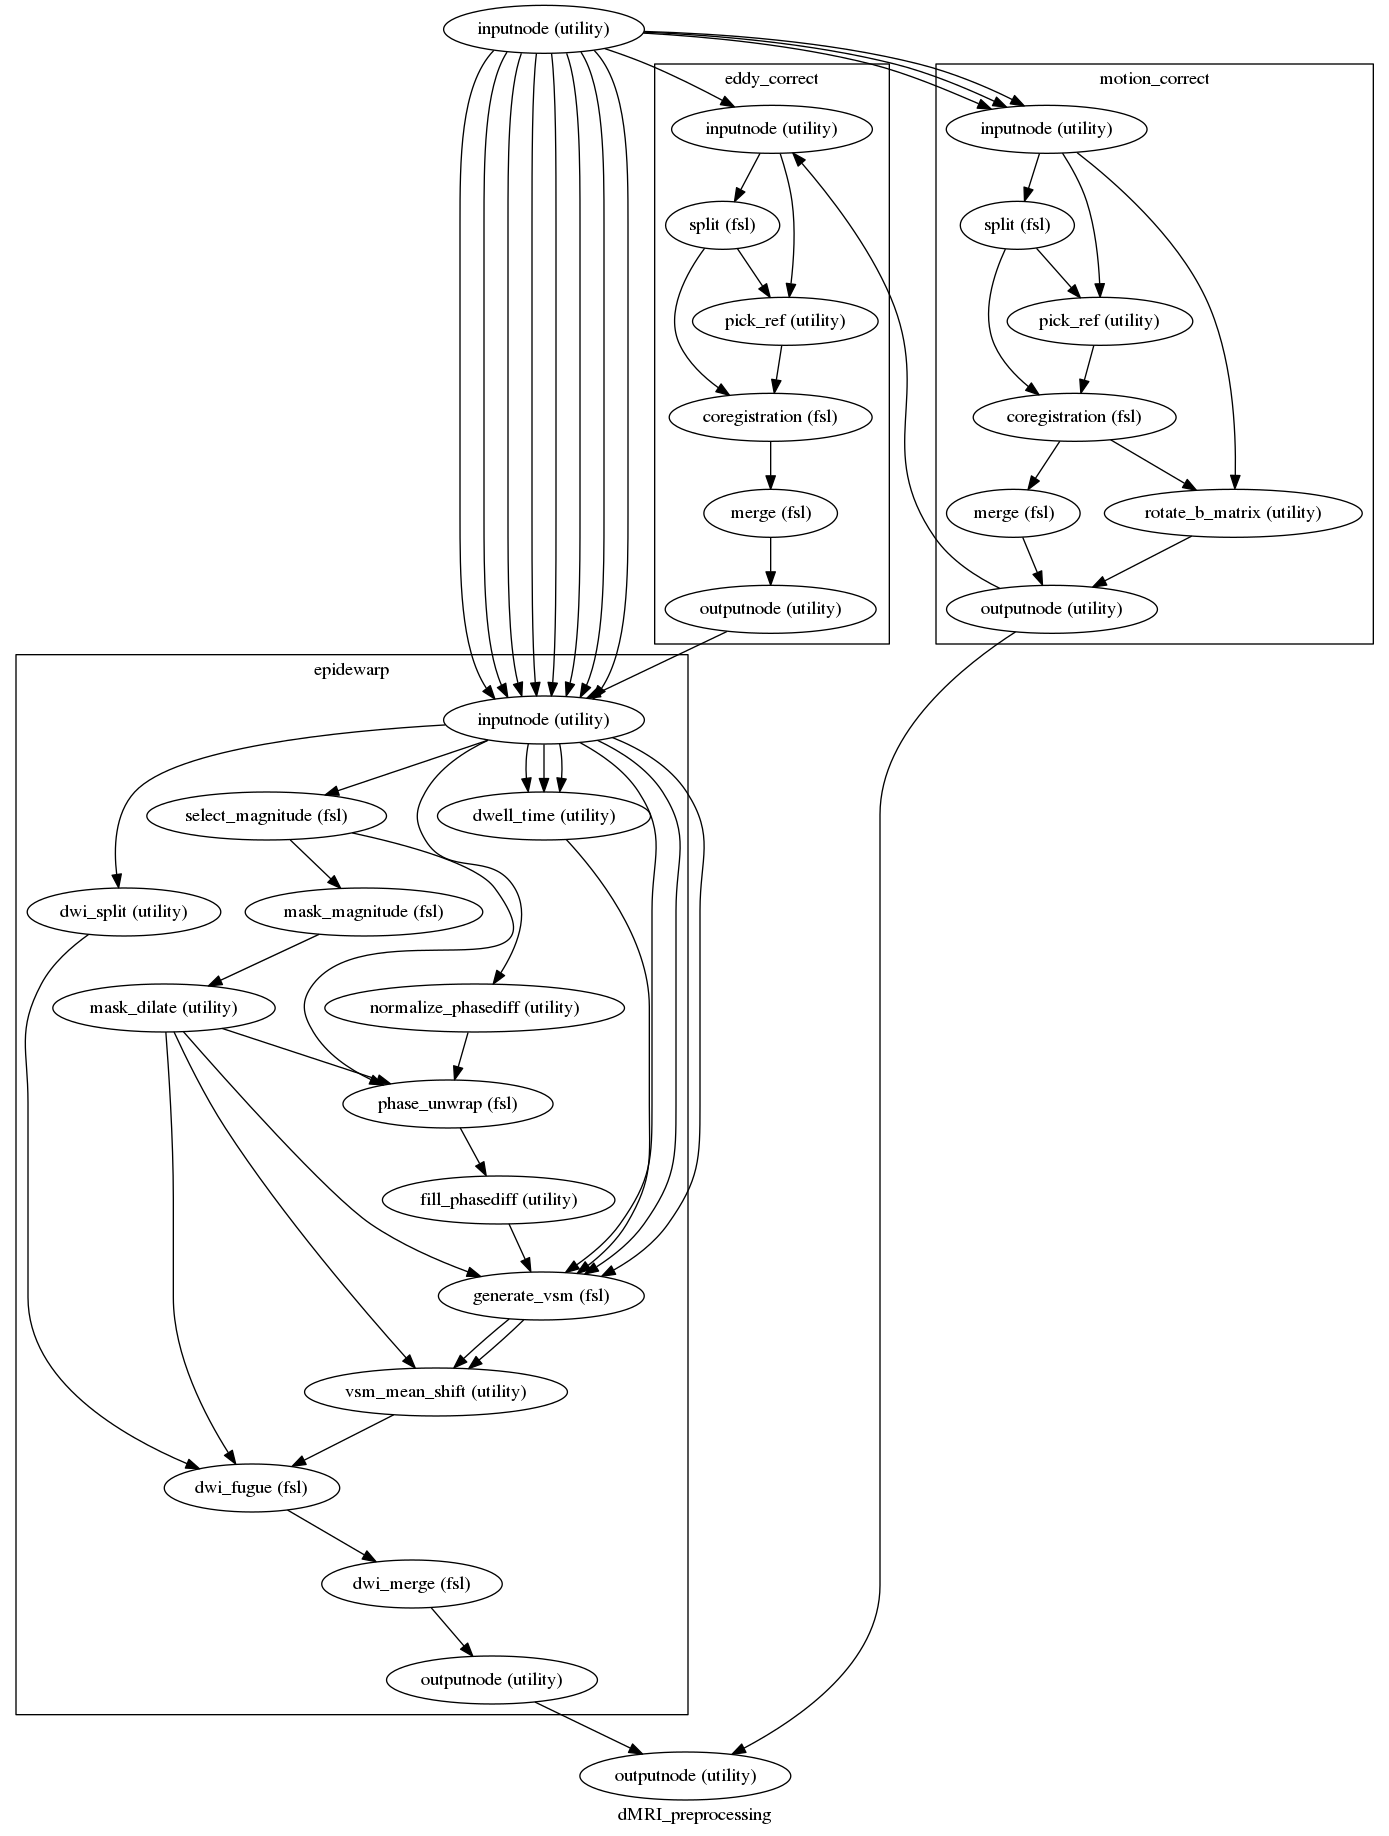 inputnode (utility)
eddy_correct
motion_correct
inputnode (utility)
inputnode (utility)
split (fsl)
split (fsl)
pick_ref (utility)
pick_ref (utility)
coregistration (fsl)
coregistration (fsl)
merge (fsl)
merge (fsl)
rotate_b_matrix (utility)
outputnode (utility)
outputnode (utility)
epidewarp
inputnode (utility)
select_magnitude (fsl)
dwell_time (utility)
dwi_split (utility)
mask_magnitude (fsl)
mask_dilate (utility)
normalize_phasediff (utility)
phase_unwrap (fsl)
fill_phasediff (utility)
generate_vsm (fsl)
vsm_mean_shift (utility)
dwi_fugue (fsl)
dwi_merge (fsl)
outputnode (utility)
outputnode (utility)
dMRI_preprocessing